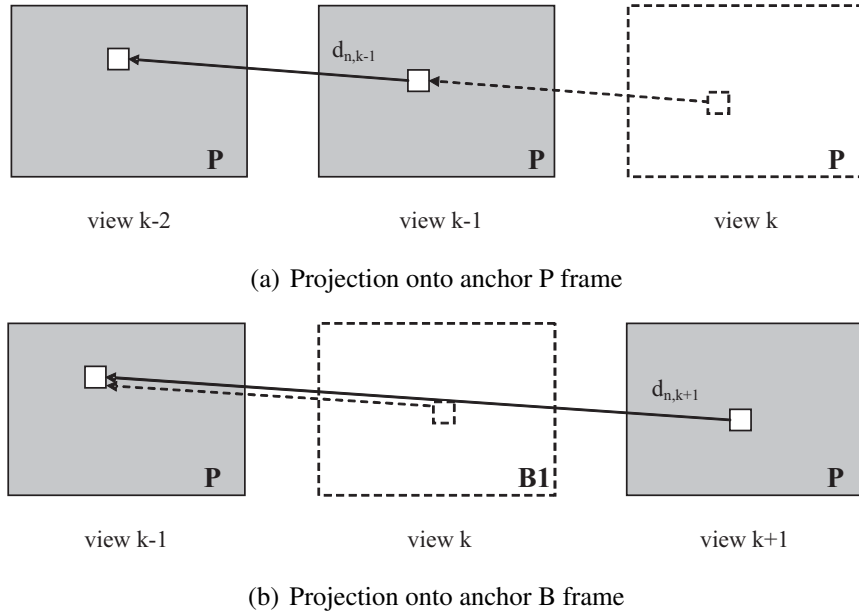 d_{n,k-1}
P P P
view k-2 view k-1 view k
(a) Projection onto anchor P frame
d_{n,k+1}
P B1 P
view k-1 view k view k+1
(b) Projection onto anchor B frame